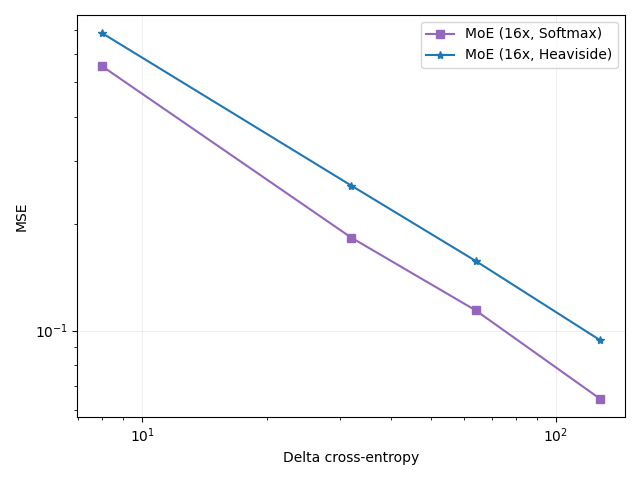 MoE (16x, Softmax)
MoE (16x, Heaviside)
MSE
10⁻¹
10¹
10²
Delta cross-entropy